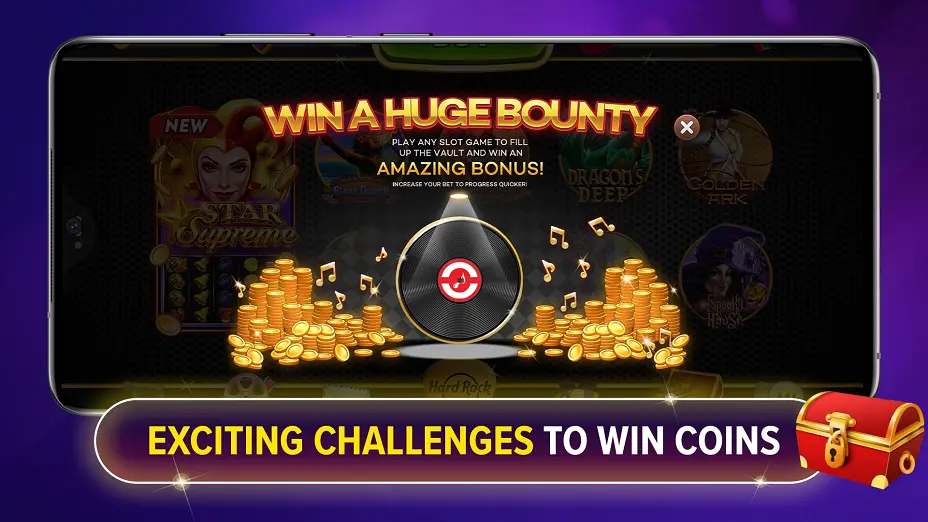 WIN A HUGE BOUNTY
PLAY ANY SLOT GAME TO FILL
UP THE VAULT AND WIN AN
AMAZING BONUS!
INCREASE YOUR BET TO PROGRESS QUICKER!
NEW
STAR
Supreme
DRAGON'S
DEEP
GOLDEN
ARK
Spooky
House
Hard Rock
EXCITING CHALLENGES TO WIN COINS